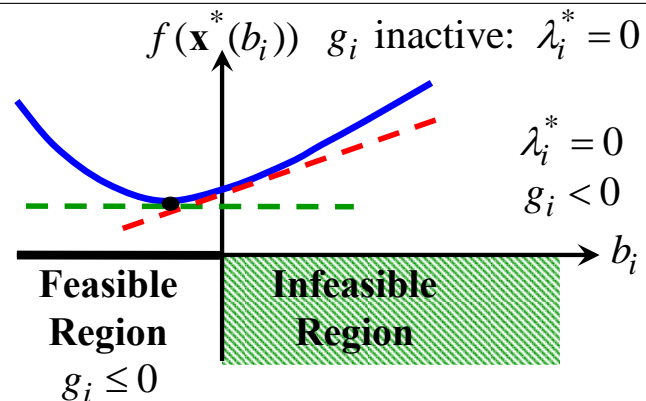 f(x*(b_i)) g_i inactive: λ_i* = 0
λ_i* = 0
g_i < 0
b_i
Feasible Region
g_i ≤ 0
Infeasible Region